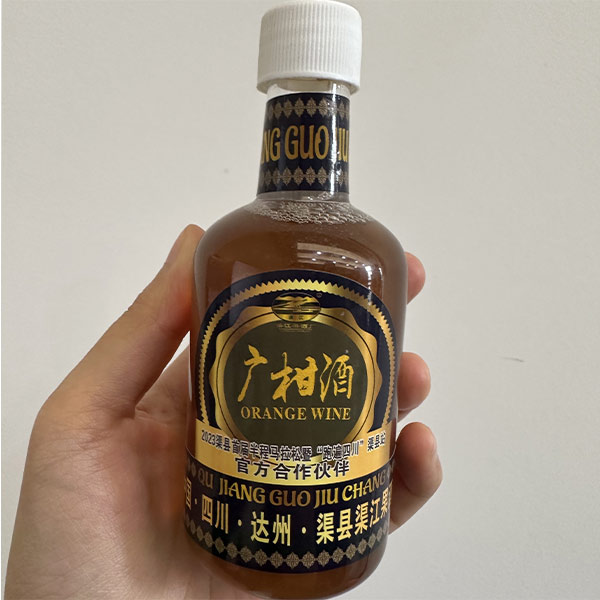 NG GUO JIU
广柑酒
ORANGE WINE
2023渠县首届半程马拉松暨“跑遍四川”渠县站
官方合作伙伴
QU JIANG GUO JIU CHANG
四川·达州·渠县渠江果